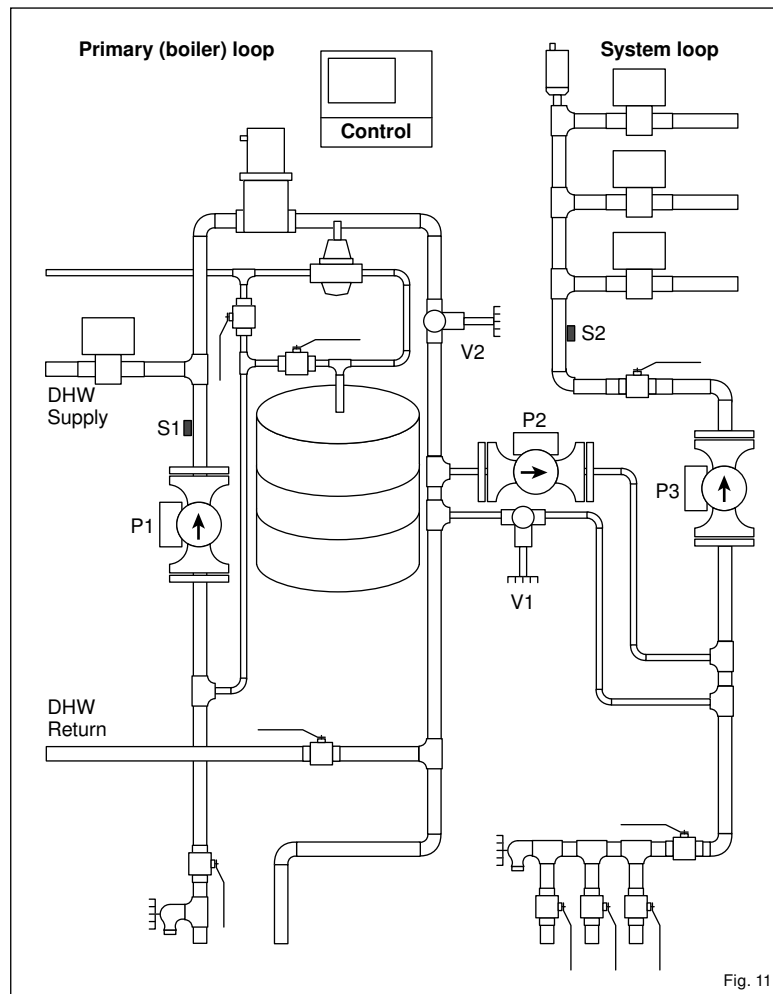 Primary (boiler) loop
System loop
Control
V2
S2
DHW
Supply
S1
P2
P1
P3
V1
DHW
Return
Fig. 11